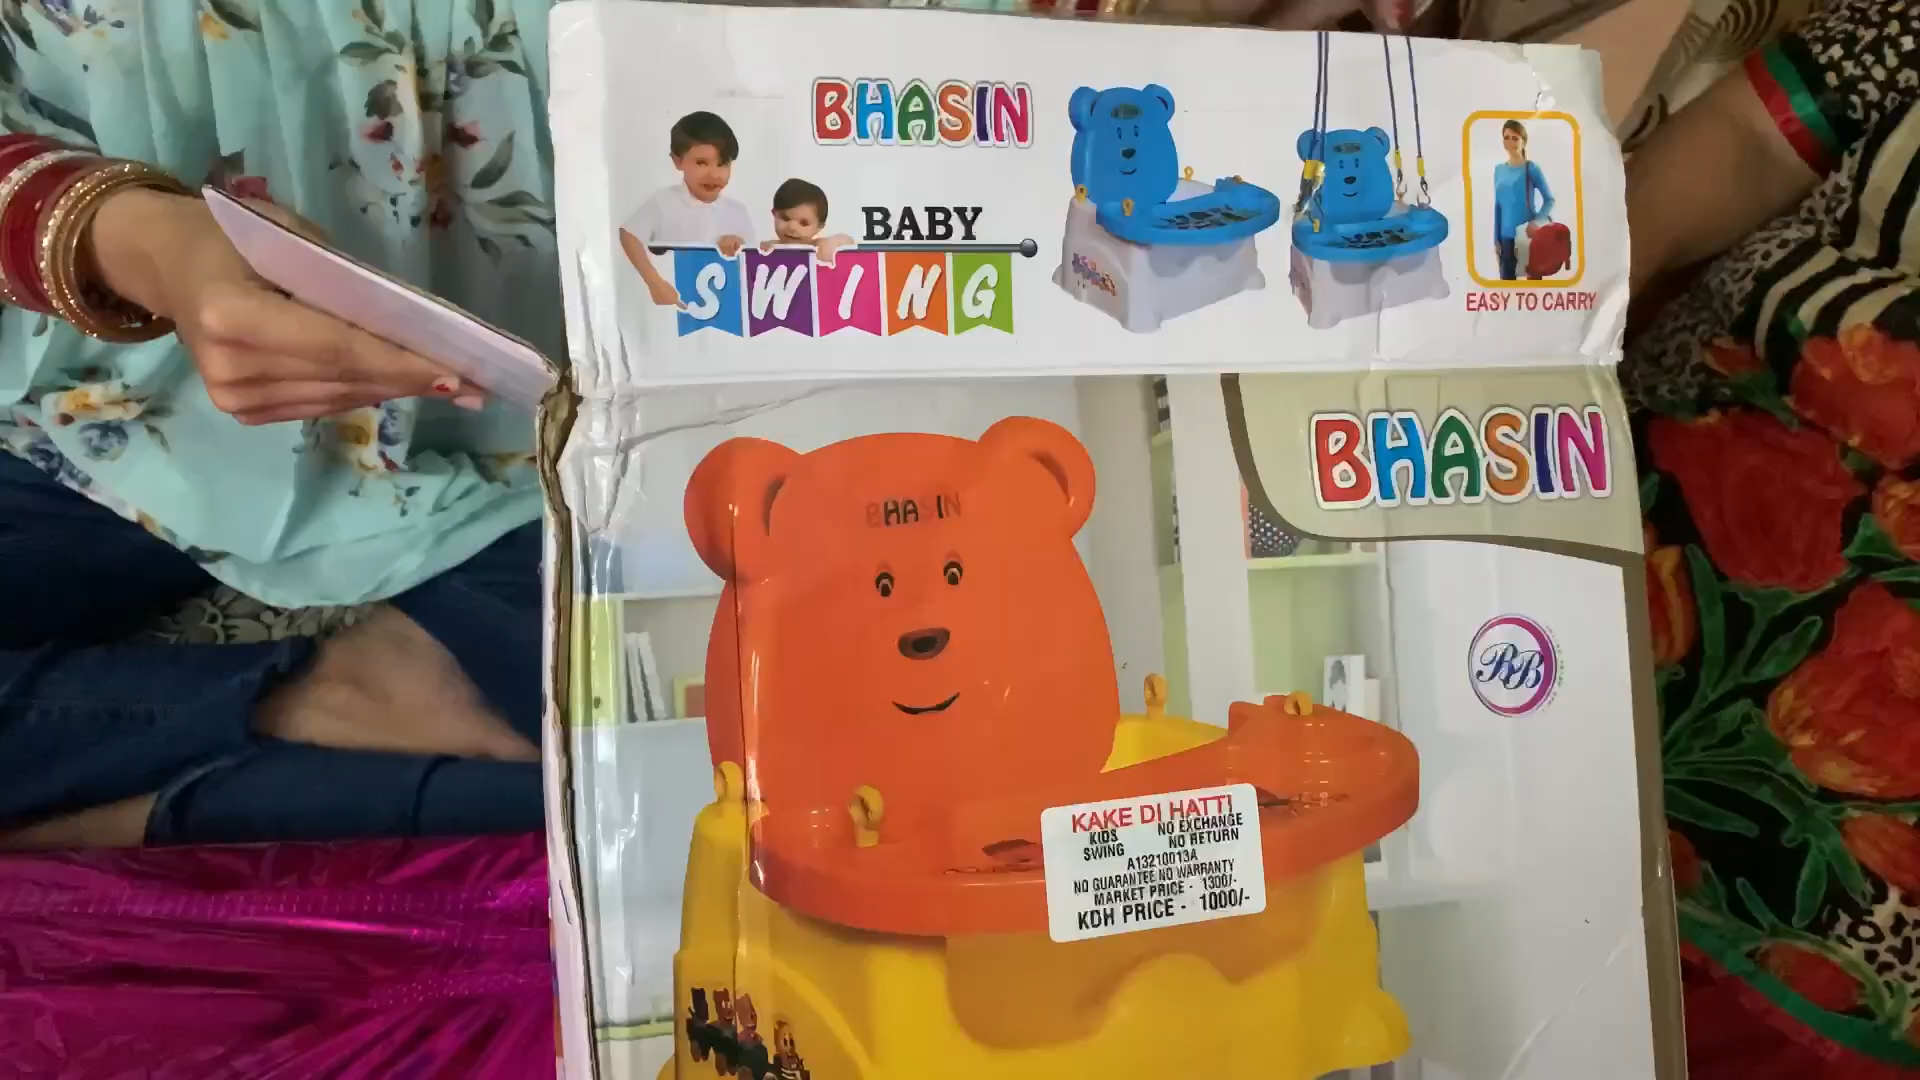 BHASIN
BABY
SWING
EASY TO CARRY
BHASIN
BHASIN
BB
KAKE DI HATTI
KIDS NO EXCHANGE
SWING NO RETURN
A13210013A
NO GUARANTEE NO WARRANTY
MARKET PRICE - 1300/-
KDH PRICE - 1000/-